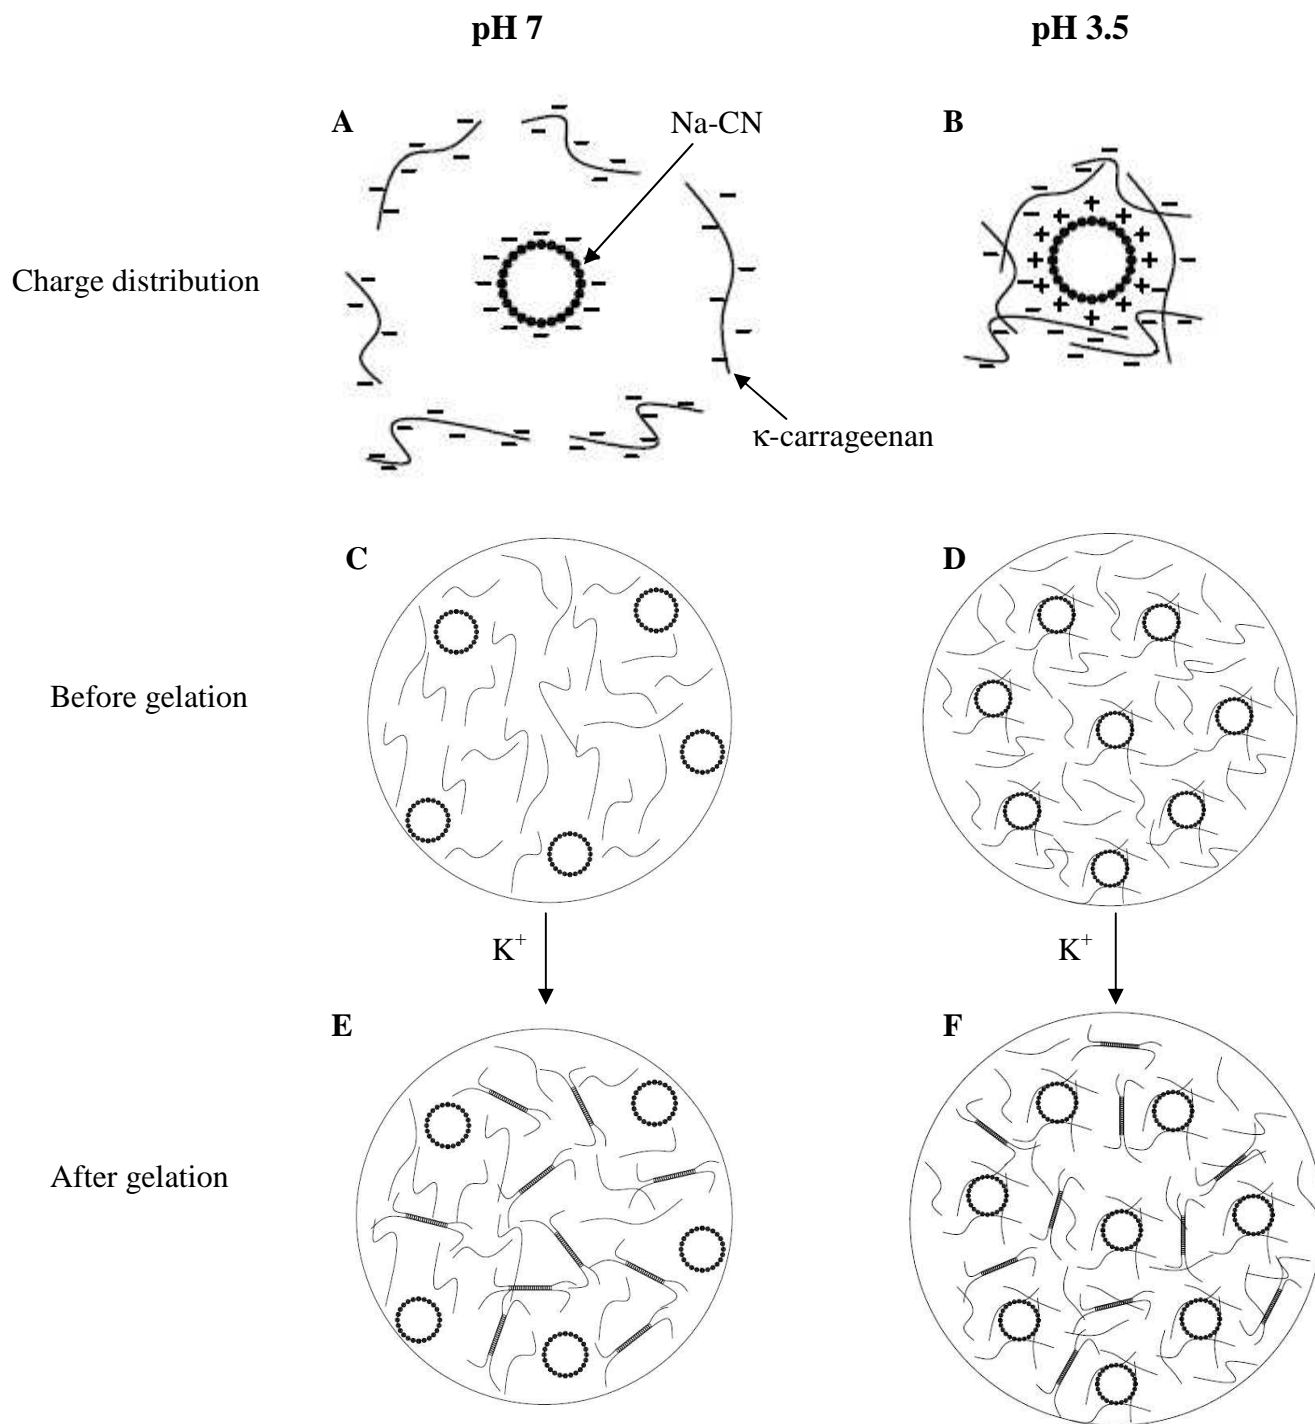 pH 7
pH 3.5
A
Na-CN
B
Charge distribution
κ-carrageenan
C
D
Before gelation
K+
K+
E
F
After gelation